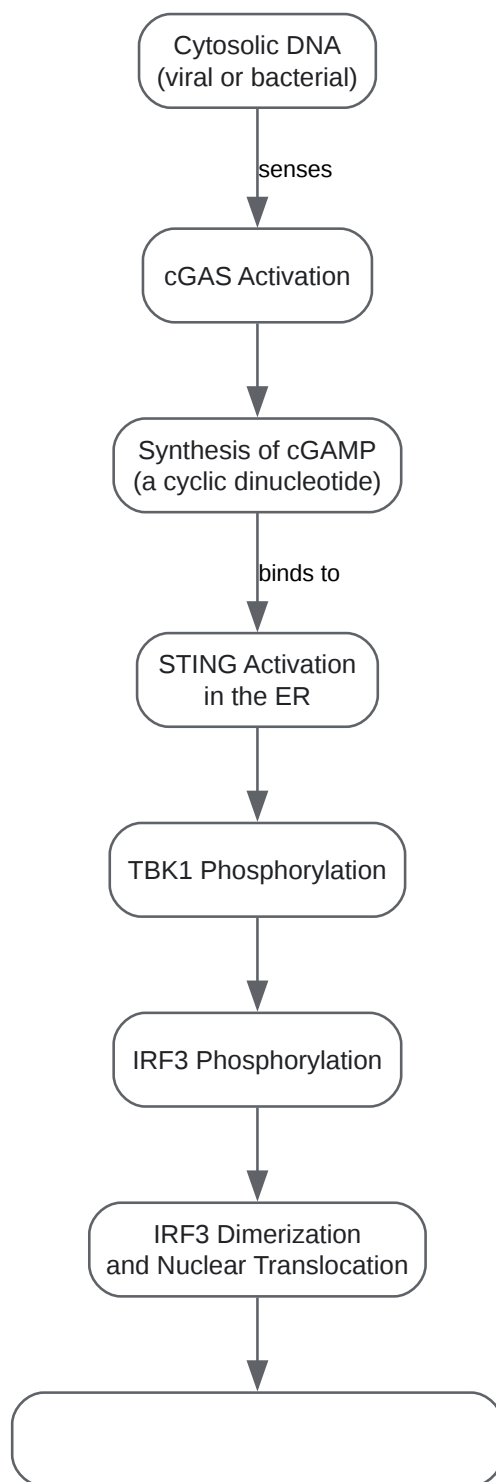 Cytosolic DNA
(viral or bacterial)
senses
cGAS Activation
Synthesis of cGAMP
(a cyclic dinucleotide)
binds to
STING Activation
in the ER
TBK1 Phosphorylation
IRF3 Phosphorylation
IRF3 Dimerization
and Nuclear Translocation